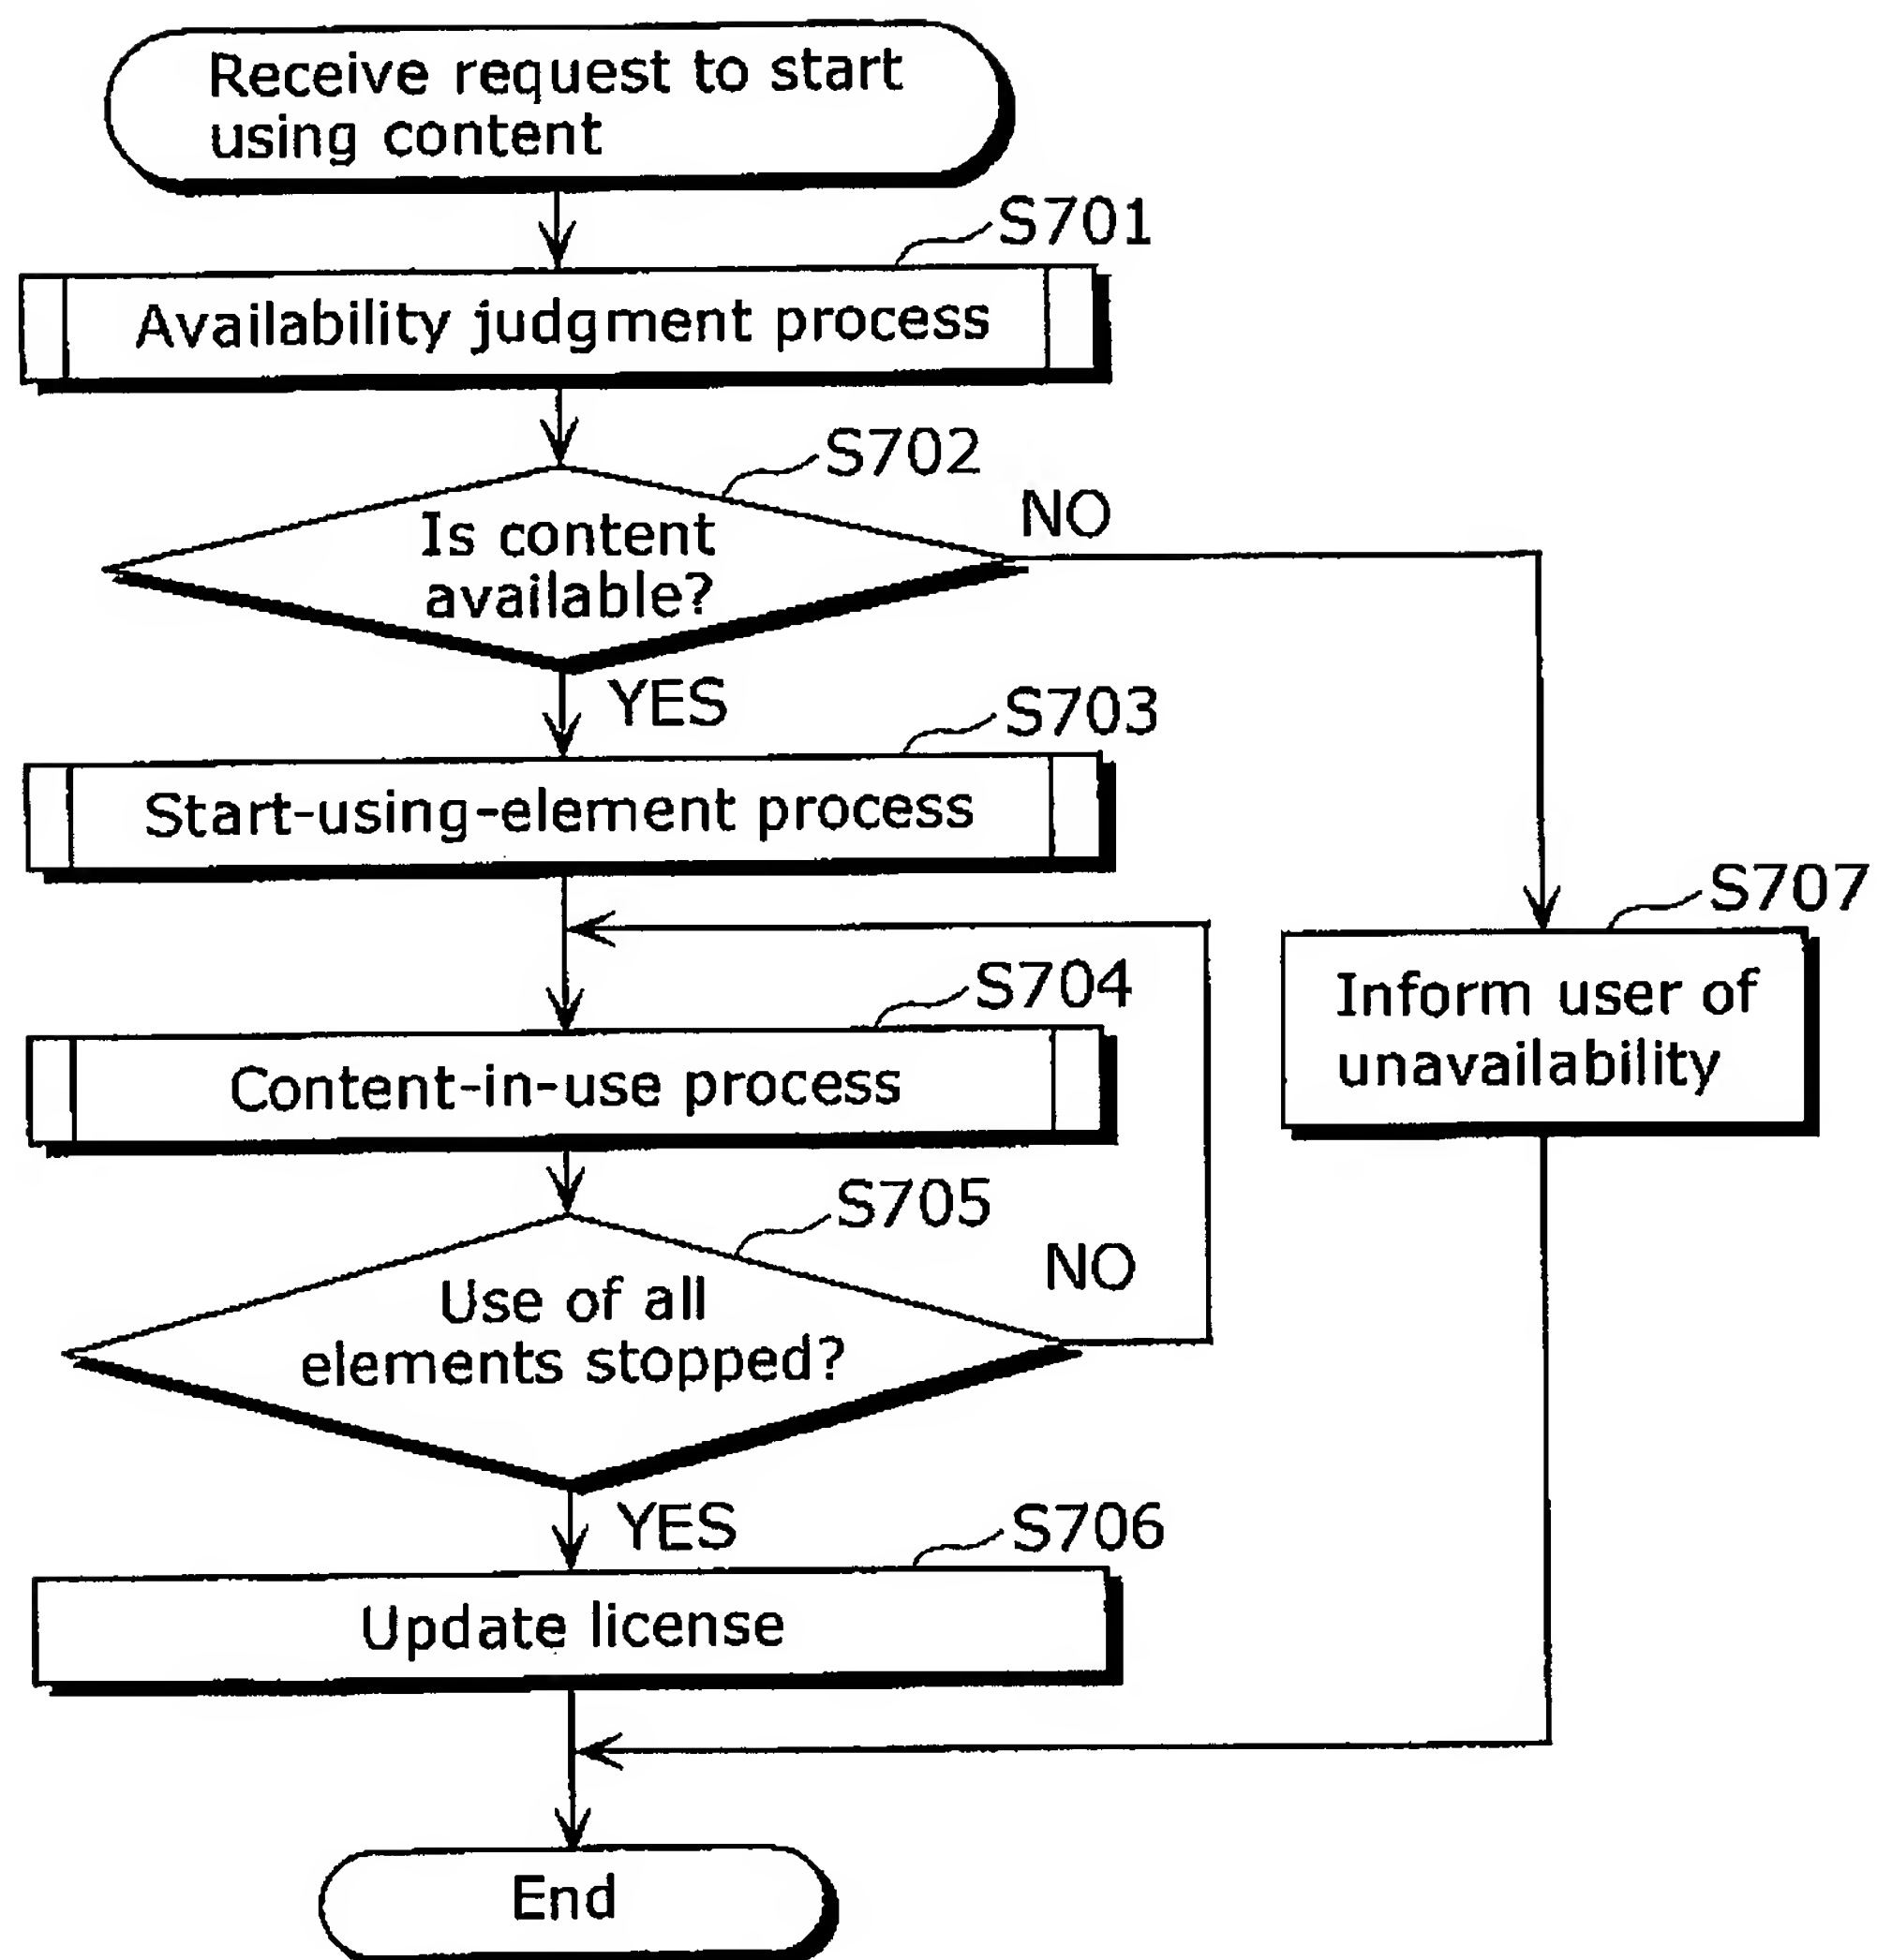 Receive request to start
using content
S701
Availability judgment process
S702
Is content
available?
NO
YES
S703
Start-using-element process
S707
Inform user of
unavailability
S704
Content-in-use process
S705
Use of all
elements stopped?
NO
YES
S706
Update license
End